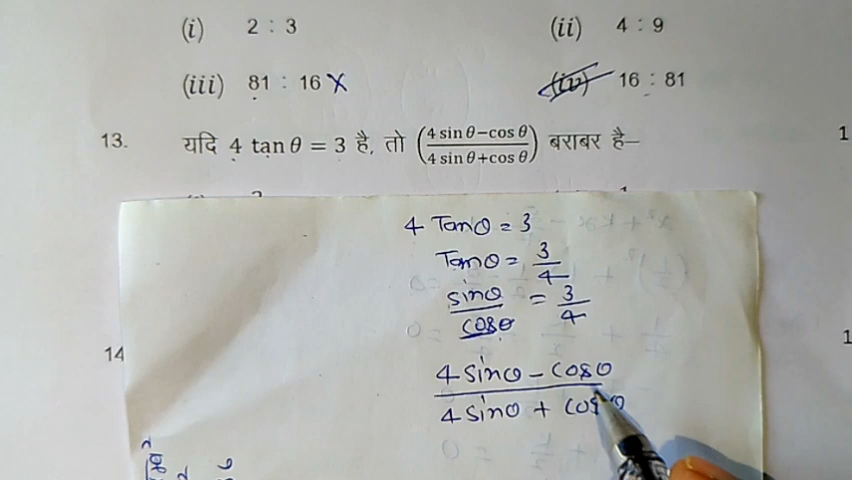 (i) 2 : 3 (ii) 4 : 9
(iii) 81 : 16 X (iv) 16 : 81
13. यदि 4 tan θ = 3 है, तो (4 sin θ−cos θ / 4 sin θ+cos θ) बराबर है— 1
4 Tanθ = 3
Tanθ = 3/4
sinθ/cosθ = 3/4
14 1
4 sinθ − cosθ
4 sinθ + cosθ